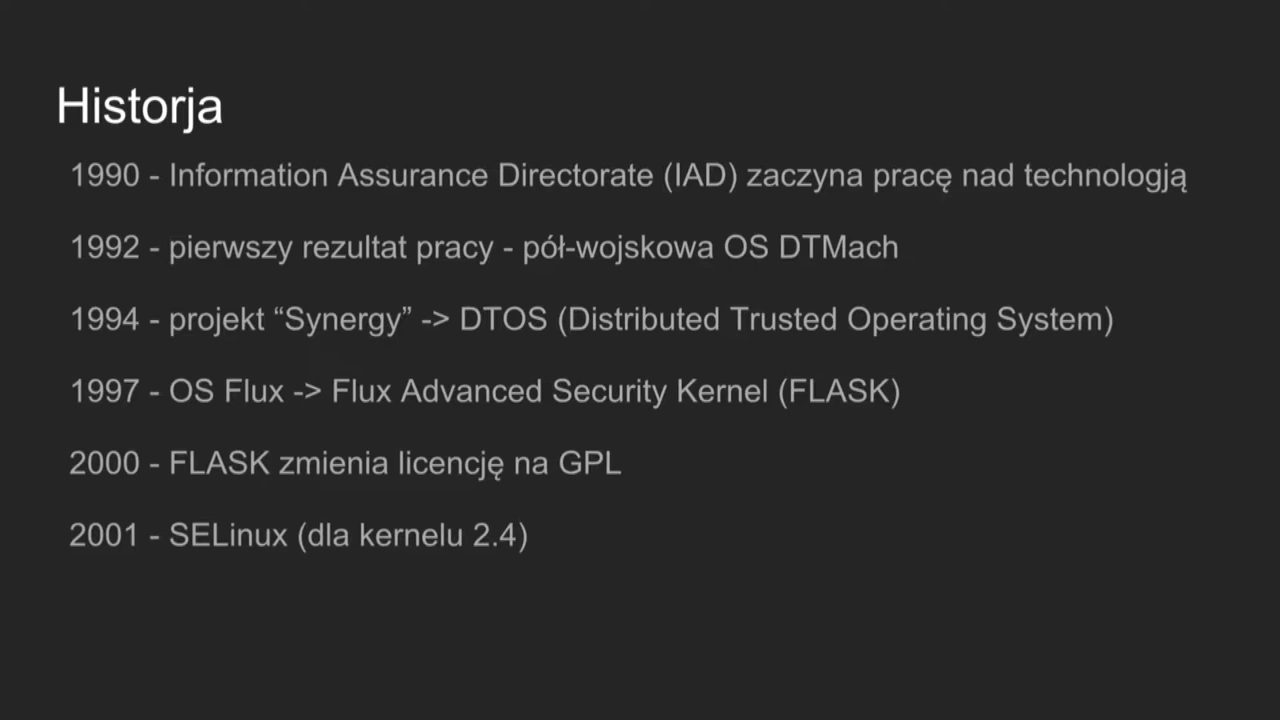 Historja
1990 - Information Assurance Directorate (IAD) zaczyna pracę nad technologją
1992 - pierwszy rezultat pracy - pół-wojskowa OS DTMach
1994 - projekt “Synergy” -> DTOS (Distributed Trusted Operating System)
1997 - OS Flux -> Flux Advanced Security Kernel (FLASK)
2000 - FLASK zmienia licencję na GPL
2001 - SELinux (dla kernelu 2.4)